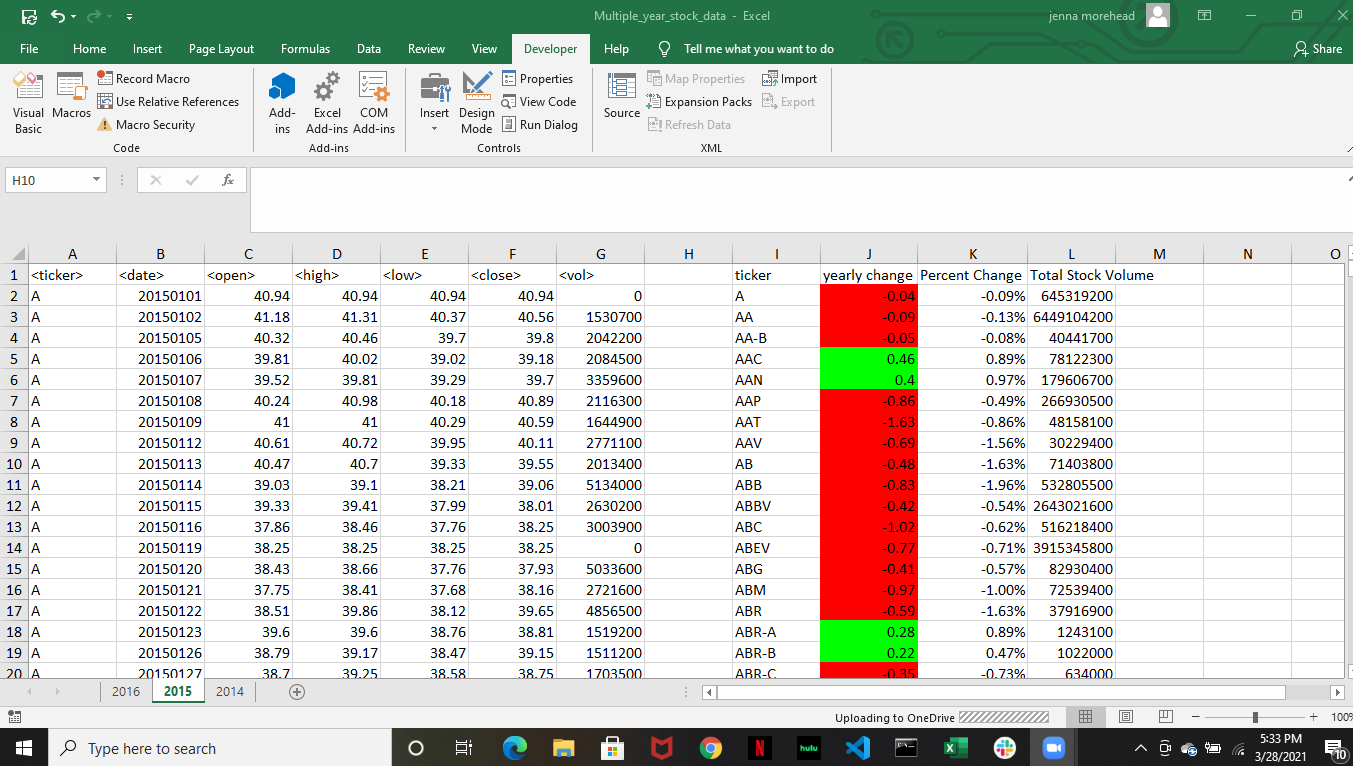 Multiple_year_stock_data - Excel jenna morehead
File Home Insert Page Layout Formulas Data Review View Developer Help Tell me what you want to do Share
Visual Basic Macros Record Macro Use Relative References Macro Security Code
Add-ins Excel Add-ins COM Add-ins Add-ins
Insert Design Mode Properties View Code Run Dialog Controls
Source Map Properties Expansion Packs Refresh Data Import Export XML
H10 fx
A B C D E F G H I J K L M N O
1 <ticker> <date> <open> <high> <low> <close> <vol> ticker yearly change Percent Change Total Stock Volume
2 A 20150101 40.94 40.94 40.94 40.94 0 A -0.04 -0.09% 645319200
3 A 20150102 41.18 41.31 40.37 40.56 1530700 AA -0.09 -0.13% 6449104200
4 A 20150105 40.32 40.46 39.7 39.8 2042200 AA-B -0.05 -0.08% 40441700
5 A 20150106 39.81 40.02 39.02 39.18 2084500 AAC 0.46 0.89% 78122300
6 A 20150107 39.52 39.81 39.29 39.7 3359600 AAN 0.4 0.97% 179606700
7 A 20150108 40.24 40.98 40.18 40.89 2116300 AAP -0.86 -0.49% 266930500
8 A 20150109 41 41 40.29 40.59 1644900 AAT -1.63 -0.86% 48158100
9 A 20150112 40.61 40.72 39.95 40.11 2771100 AAV -0.69 -1.56% 30229400
10 A 20150113 40.47 40.7 39.33 39.55 2013400 AB -0.48 -1.63% 71403800
11 A 20150114 39.03 39.1 38.21 39.06 5134000 ABB -0.83 -1.96% 532805500
12 A 20150115 39.33 39.41 37.99 38.01 2630200 ABBV -0.42 -0.54% 2643021600
13 A 20150116 37.86 38.46 37.76 38.25 3003900 ABC -1.02 -0.62% 516218400
14 A 20150119 38.25 38.25 38.25 38.25 0 ABEV -0.77 -0.71% 3915345800
15 A 20150120 38.43 38.66 37.76 37.93 5033600 ABG -0.41 -0.57% 82930400
16 A 20150121 37.75 38.41 37.68 38.16 2721600 ABM -0.97 -1.00% 72539400
17 A 20150122 38.51 39.86 38.12 39.65 4856500 ABR -0.59 -1.63% 37916900
18 A 20150123 39.6 39.6 38.76 38.81 1519200 ABR-A 0.28 0.89% 1243100
19 A 20150126 38.79 39.17 38.47 39.15 1511200 ABR-B 0.22 0.47% 1022000
20 A 20150127 38.7 39.25 38.58 38.75 1703500 ABR-C -0.35 -0.73% 634000
2016 2015 2014
Uploading to OneDrive 100%
Type here to search N hulu 5:33 PM
3/28/2021 10